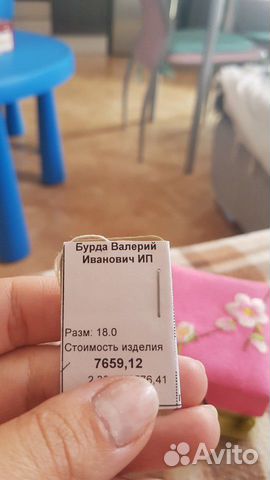 Бурда Валерий
Иванович ИП
Разм: 18.0
Стоимость изделия
7659,12
Avito